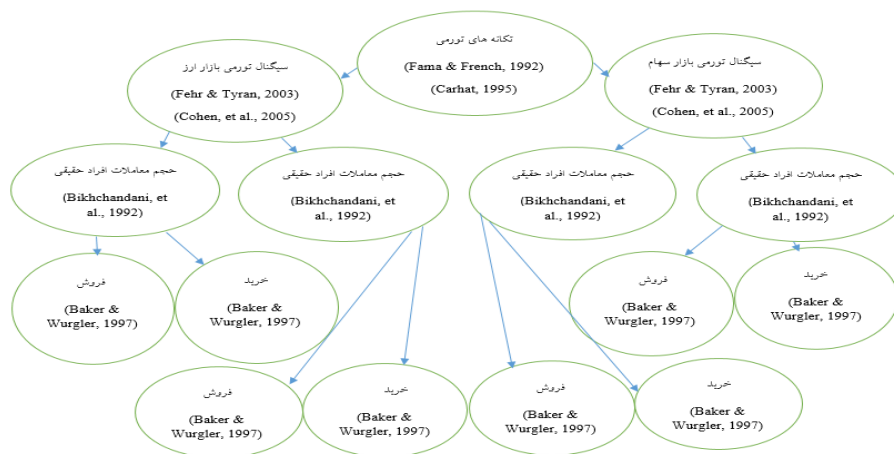 تکانه های تورمی
(Fama & French, 1992)
(Carhat, 1995)
سیگنال تورمی بازار ارز
(Fehr & Tyran, 2003)
(Cohen, et al., 2005)
سیگنال تورمی بازار سهام
(Fehr & Tyran, 2003)
(Cohen, et al., 2005)
حجم معاملات افراد حقیقی
(Bikhchandani, et
al., 1992)
حجم معاملات افراد حقیقی
(Bikhchandani, et
al., 1992)
حجم معاملات افراد حقیقی
(Bikhchandani, et
al., 1992)
حجم معاملات افراد حقیقی
(Bikhchandani, et
al., 1992)
فروش
(Baker &
Wurgler, 1997)
خرید
(Baker &
Wurgler, 1997)
فروش
(Baker &
Wurgler, 1997)
خرید
(Baker &
Wurgler, 1997)
فروش
(Baker &
Wurgler, 1997)
خرید
(Baker &
Wurgler, 1997)
فروش
(Baker &
Wurgler, 1997)
خرید
(Baker &
Wurgler, 1997)